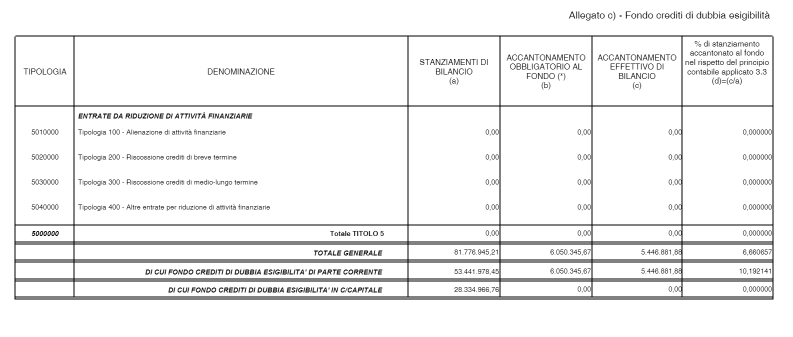 Allegato c) - Fondo crediti di dubbia esigibilità
TIPOLOGIA DENOMINAZIONE STANZIAMENTI DI BILANCIO (a) ACCANTONAMENTO OBBLIGATORIO AL FONDO (*) (b) ACCANTONAMENTO EFFETTIVO DI BILANCIO (c) % di stanziamento accantonato al fondo nel rispetto del principio contabile applicato 3.3 (d)=(c/a)
ENTRATE DA RIDUZIONE DI ATTIVITÀ FINANZIARIE
5010000 Tipologia 100 - Alienazione di attività finanziarie 0,00 0,00 0,00 0,000000
5020000 Tipologia 200 - Riscossione crediti di breve termine 0,00 0,00 0,00 0,000000
5030000 Tipologia 300 - Riscossione crediti di medio-lungo termine 0,00 0,00 0,00 0,000000
5040000 Tipologia 400 - Altre entrate per riduzione di attività finanziarie 0,00 0,00 0,00 0,000000
5000000 Totale TITOLO 5 0,00 0,00 0,00 0,000000
TOTALE GENERALE 81.776.945,21 6.050.345,67 5.446.881,88 6,660657
DI CUI FONDO CREDITI DI DUBBIA ESIGIBILITA' DI PARTE CORRENTE 53.441.978,45 6.050.345,67 5.446.881,88 10,192141
DI CUI FONDO CREDITI DI DUBBIA ESIGIBILITA' IN C/CAPITALE 28.334.966,76 0,00 0,00 0,000000